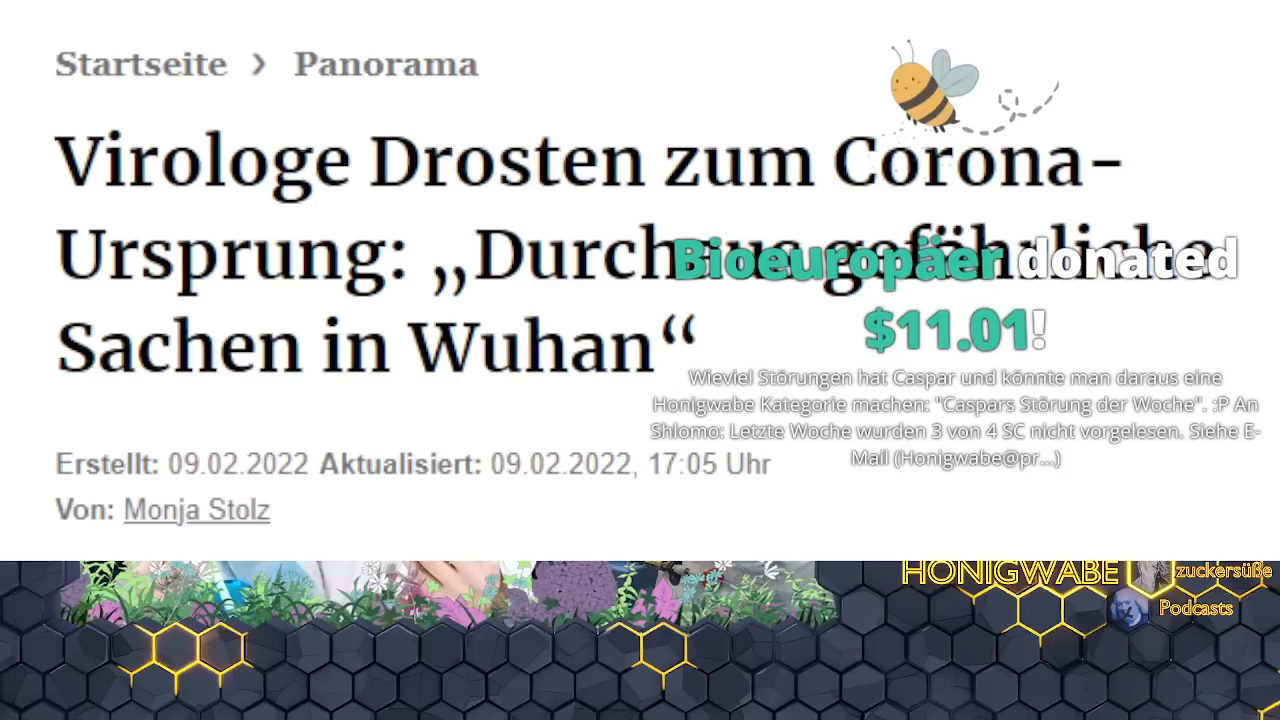 Startseite › Panorama
Virologe Drosten zum Corona-
Ursprung: „Durchaus gefährliche
Sachen in Wuhan“
Bioeuropäer donated
$11.01!
Wieviel Störungen hat Caspar und könnte man daraus eine
Honigwabe Kategorie machen: "Caspars Störung der Woche". :P An
Shlomo: Letzte Woche wurden 3 von 4 SC nicht vorgelesen. Siehe E-
Mail (Honigwabe@pr...)
Erstellt: 09.02.2022 Aktualisiert: 09.02.2022, 17:05 Uhr
Von: Monja Stolz
HONIGWABE
zuckersüße
Podcasts